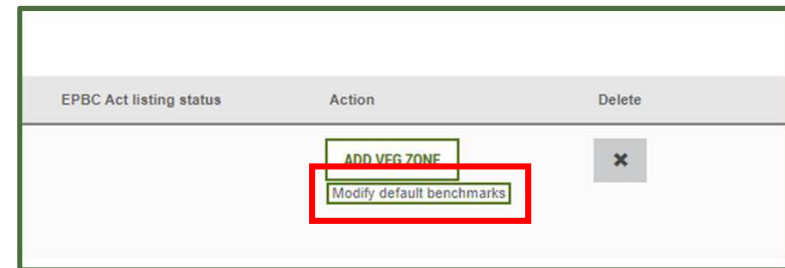 EPBC Act listing status Action Delete
ADD VEG ZONE
Modify default benchmarks